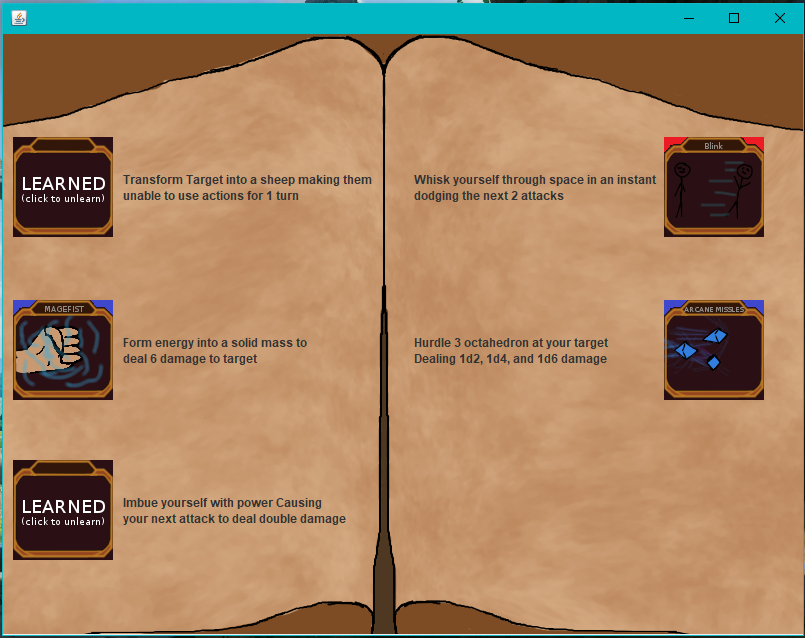 LEARNED
(click to unlearn)
Transform Target into a sheep making them
unable to use actions for 1 turn
MAGEFIST
Form energy into a solid mass to
deal 6 damage to target
LEARNED
(click to unlearn)
Imbue yourself with power Causing
your next attack to deal double damage
Whisk yourself through space in an instant
dodging the next 2 attacks
Blink
Hurdle 3 octahedron at your target
Dealing 1d2, 1d4, and 1d6 damage
ARCANE MISSLES